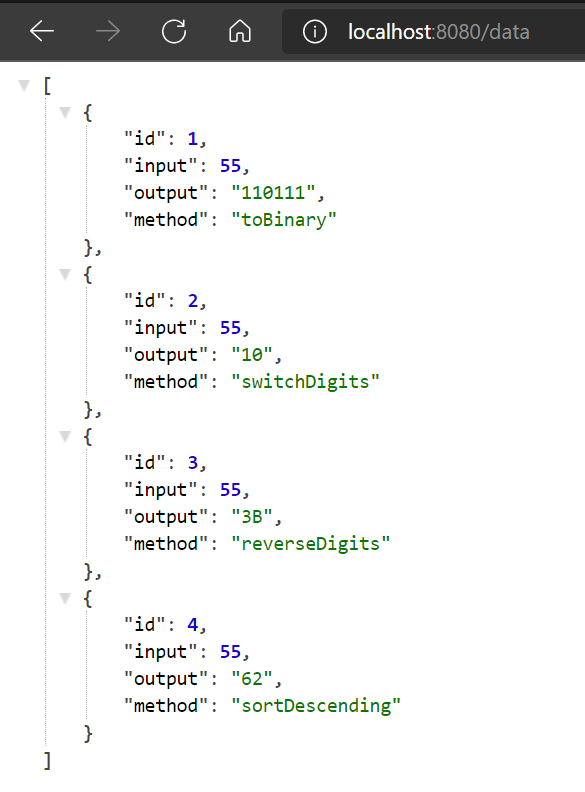 localhost:8080/data
[
{
"id": 1,
"input": 55,
"output": "110111",
"method": "toBinary"
},
{
"id": 2,
"input": 55,
"output": "10",
"method": "switchDigits"
},
{
"id": 3,
"input": 55,
"output": "3B",
"method": "reverseDigits"
},
{
"id": 4,
"input": 55,
"output": "62",
"method": "sortDescending"
}
]